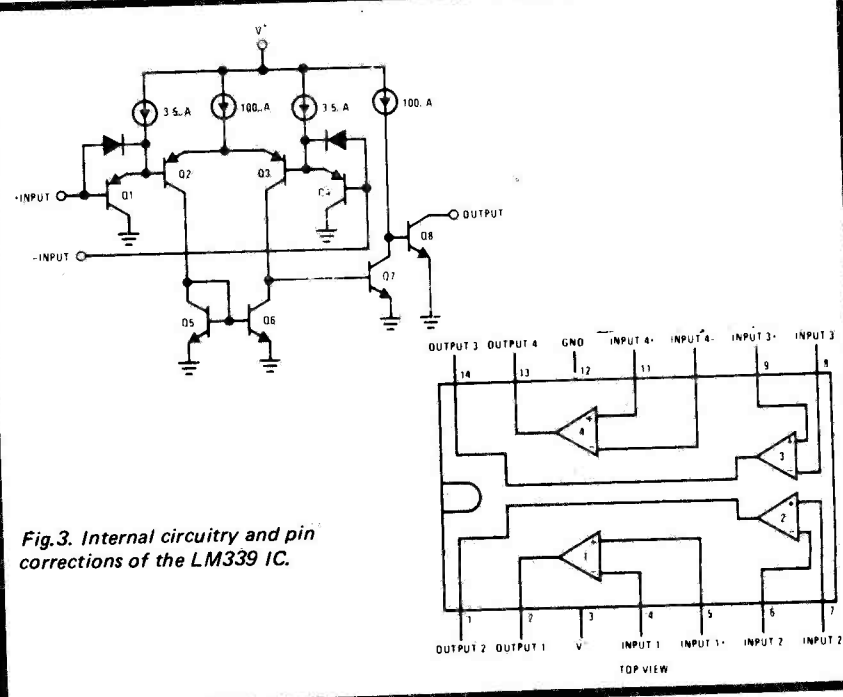 V+
3.5µA
100µA
3.5µA
100µA
Q2
Q3
Q1
Q4
+INPUT
OUTPUT
Q8
-INPUT
Q7
Q5
Q6
OUTPUT 3 OUTPUT 4 GND INPUT 4+ INPUT 4- INPUT 3+ INPUT 3
14 13 12 11 9 8
4 + -
3 + -
2 + -
1 + -
Fig.3. Internal circuitry and pin
corrections of the LM339 IC.
1 2 3 4 5 6 7
OUTPUT 2 OUTPUT 1 V INPUT 1 INPUT 1+ INPUT 2 INPUT 2
TOP VIEW